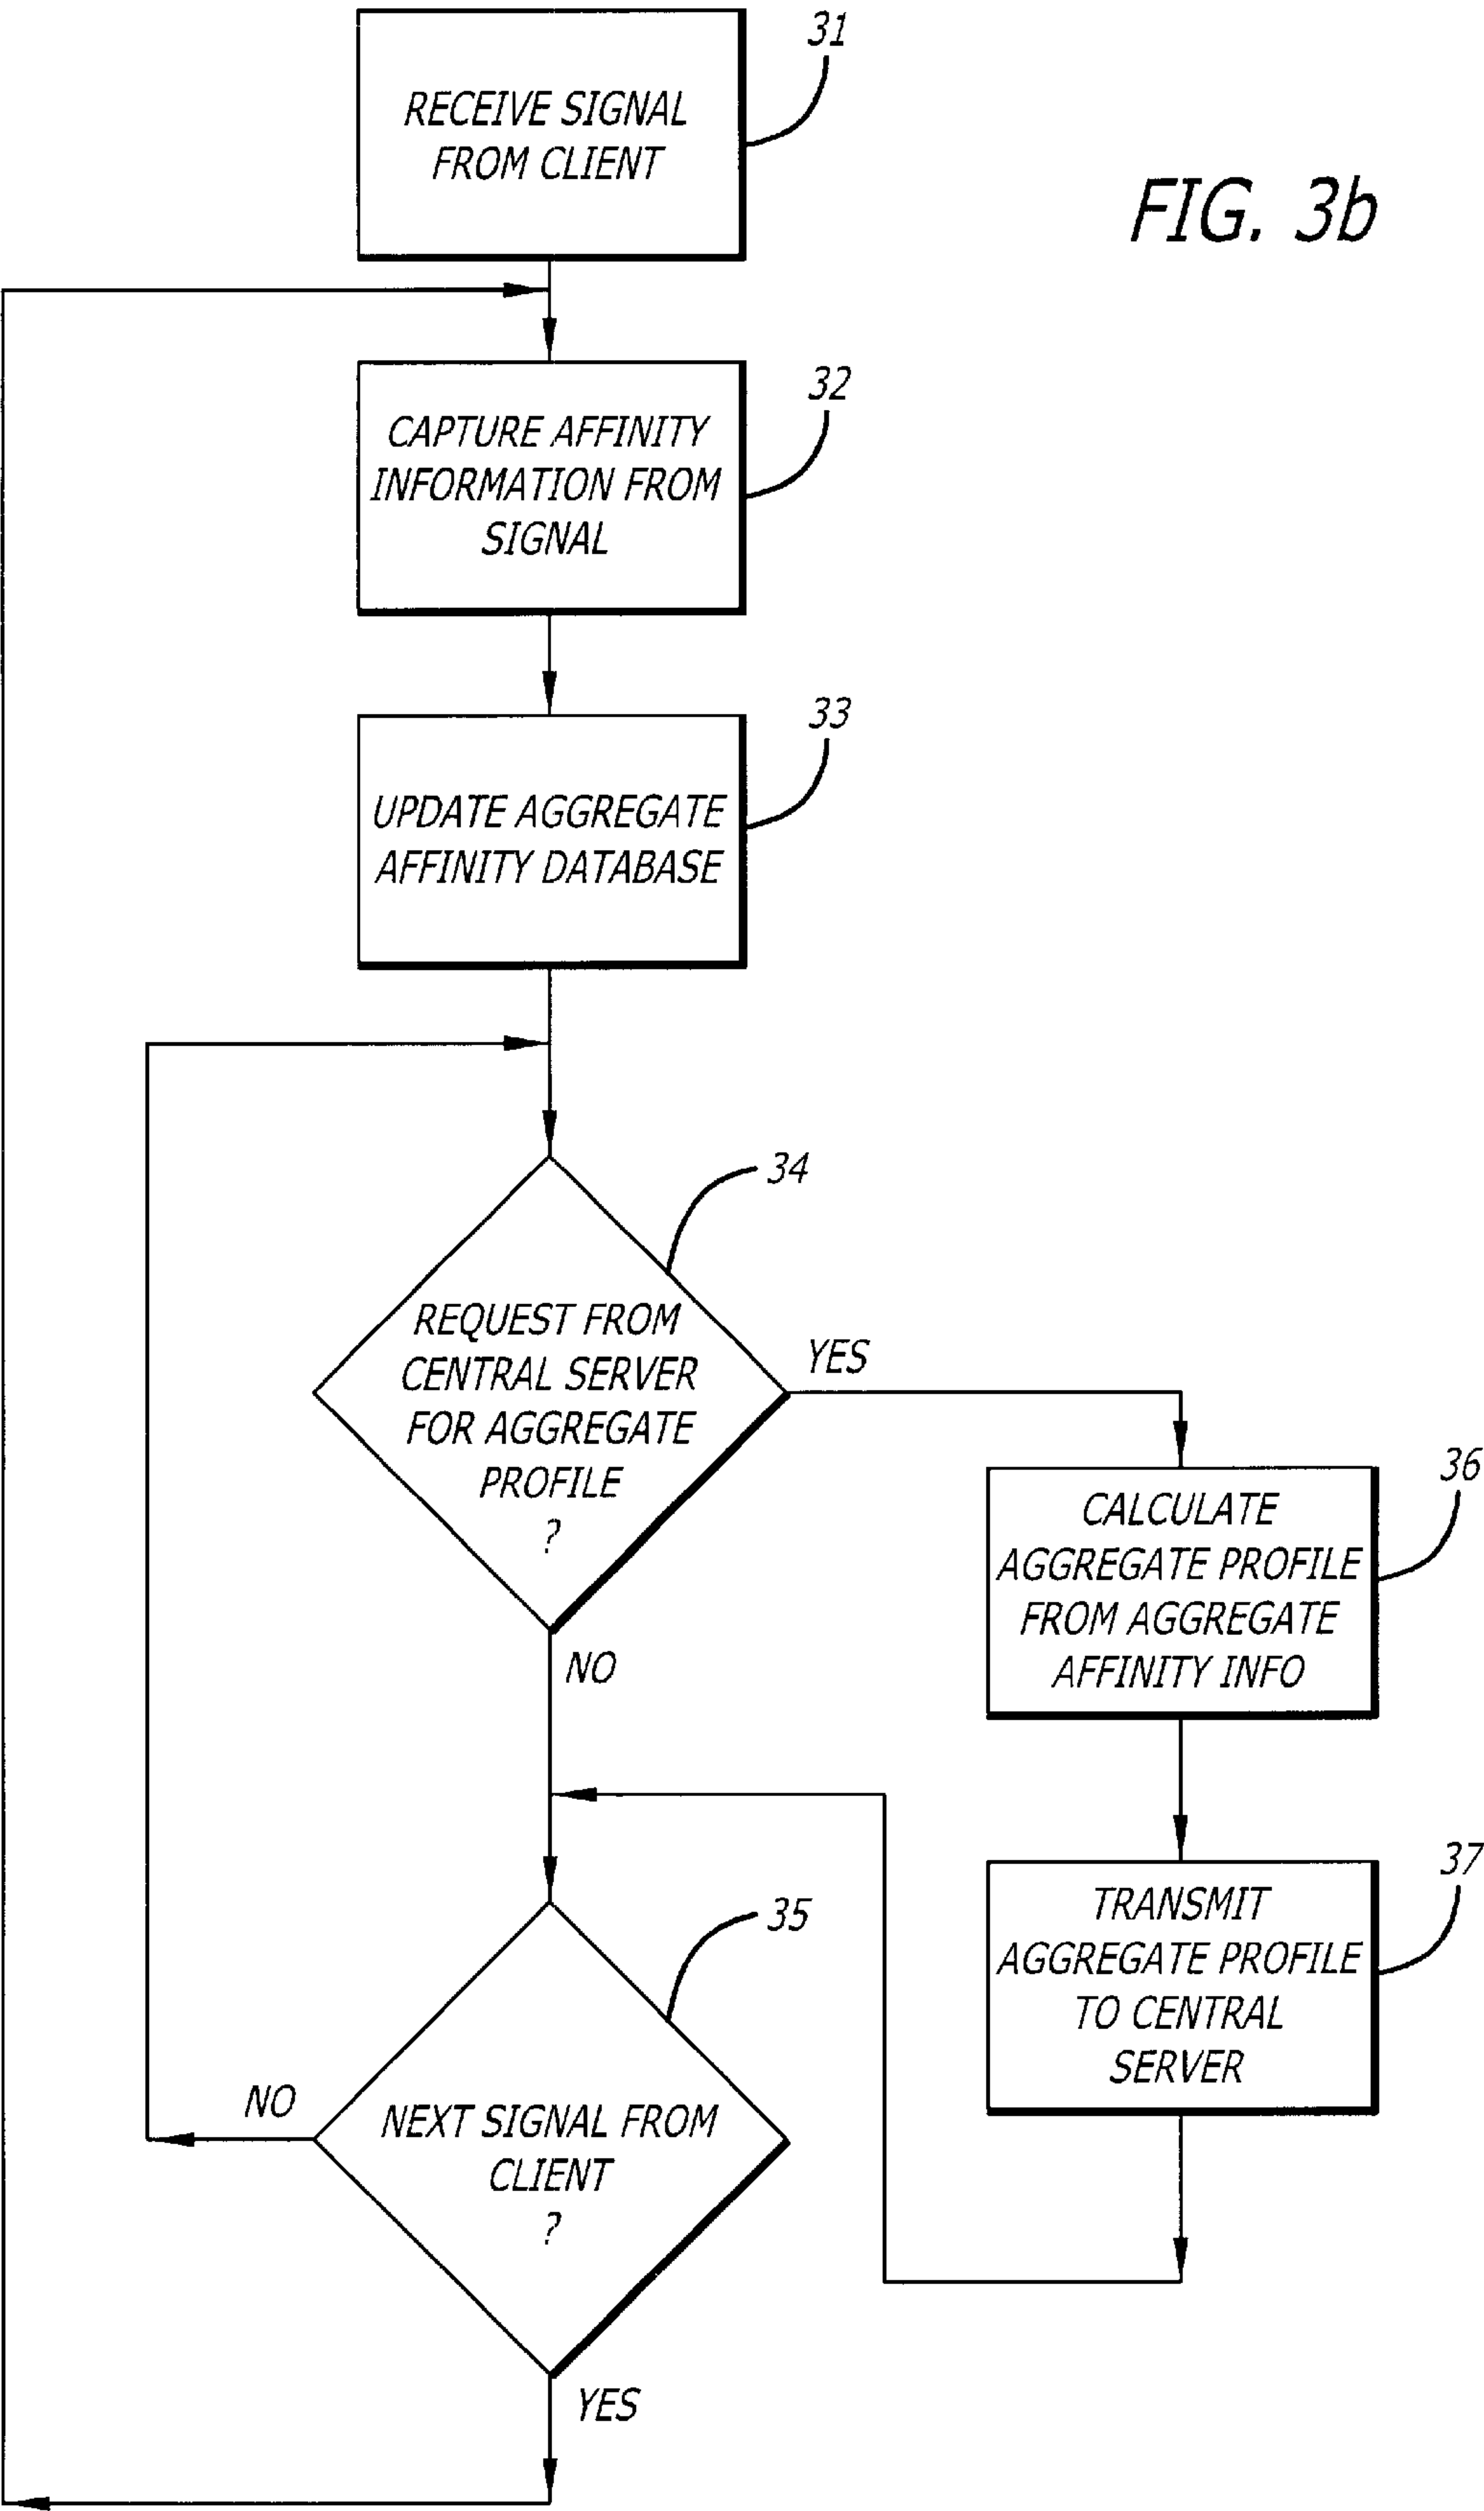 31
RECEIVE SIGNAL
FROM CLIENT
FIG. 3b
32
CAPTURE AFFINITY
INFORMATION FROM
SIGNAL
33
UPDATE AGGREGATE
AFFINITY DATABASE
34
REQUEST FROM
CENTRAL SERVER
FOR AGGREGATE
PROFILE
?
YES
NO
36
CALCULATE
AGGREGATE PROFILE
FROM AGGREGATE
AFFINITY INFO
37
TRANSMIT
AGGREGATE PROFILE
TO CENTRAL
SERVER
35
NEXT SIGNAL FROM
CLIENT
?
NO
YES